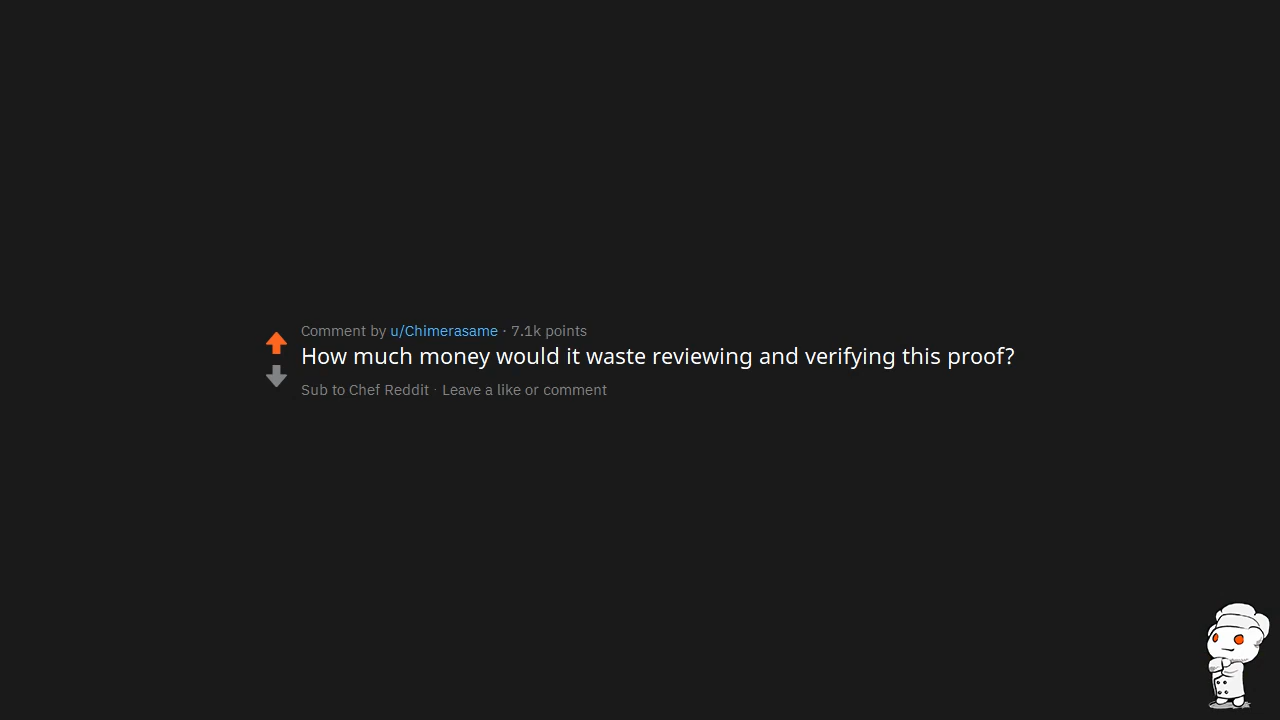 Comment by u/Chimerasame · 7.1k points
How much money would it waste reviewing and verifying this proof?
Sub to Chef Reddit · Leave a like or comment